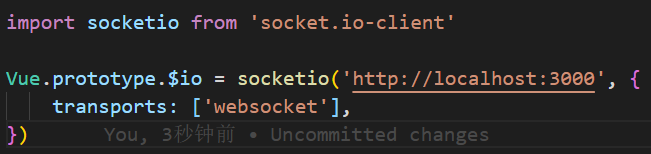 import socketio from 'socket.io-client'
Vue.prototype.$io = socketio('http://localhost:3000', {
    transports: ['websocket'],
})      You, 3秒钟前 • Uncommitted changes